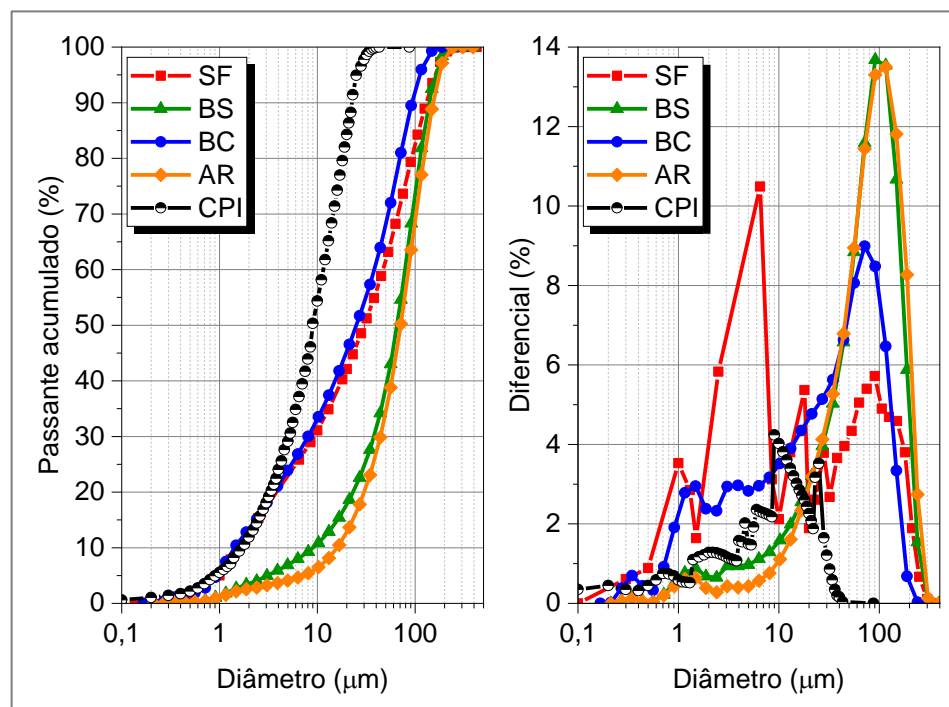 100
90
80
70
60
50
40
30
20
10
0
Passante acumulado (%)
SF
BS
BC
AR
CPI
0,1
1
10
100
Diâmetro (μm)
14
12
10
8
6
4
2
0
Diferencial (%)
SF
BS
BC
AR
CPI
0,1
1
10
100
Diâmetro (μm)